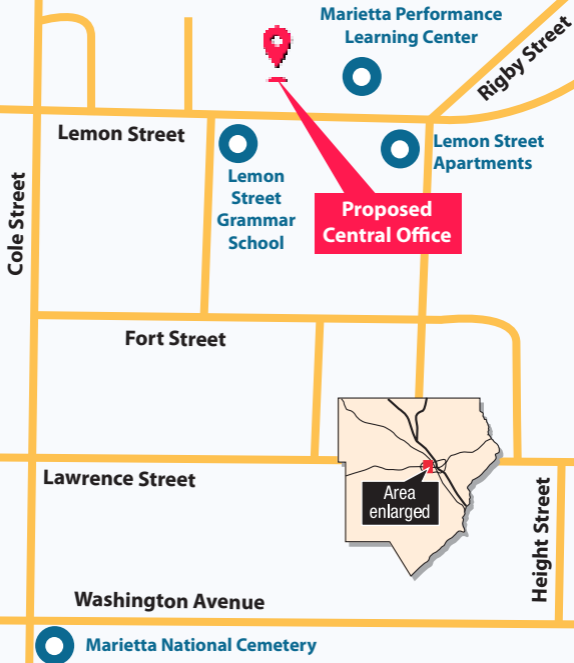 Marietta Performance
Learning Center
Rigby Street
Lemon Street
Lemon Street
Apartments
Lemon
Street
Grammar
School
Proposed
Central Office
Cole Street
Fort Street
Lawrence Street
Area
enlarged
Height Street
Washington Avenue
Marietta National Cemetery